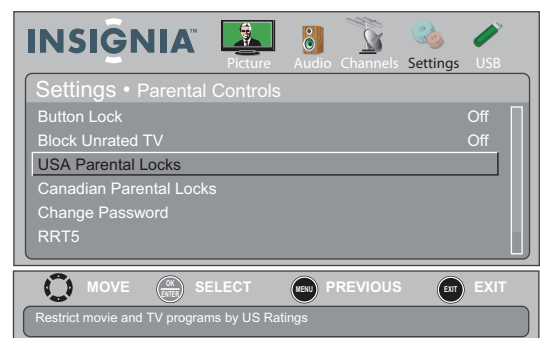 INSIGNIA™
Picture Audio Channels Settings USB
Settings • Parental Controls
Button Lock Off
Block Unrated TV Off
USA Parental Locks
Canadian Parental Locks
Change Password
RRT5
MOVE OK ENTER SELECT MENU PREVIOUS EXIT EXIT
Restrict movie and TV programs by US Ratings